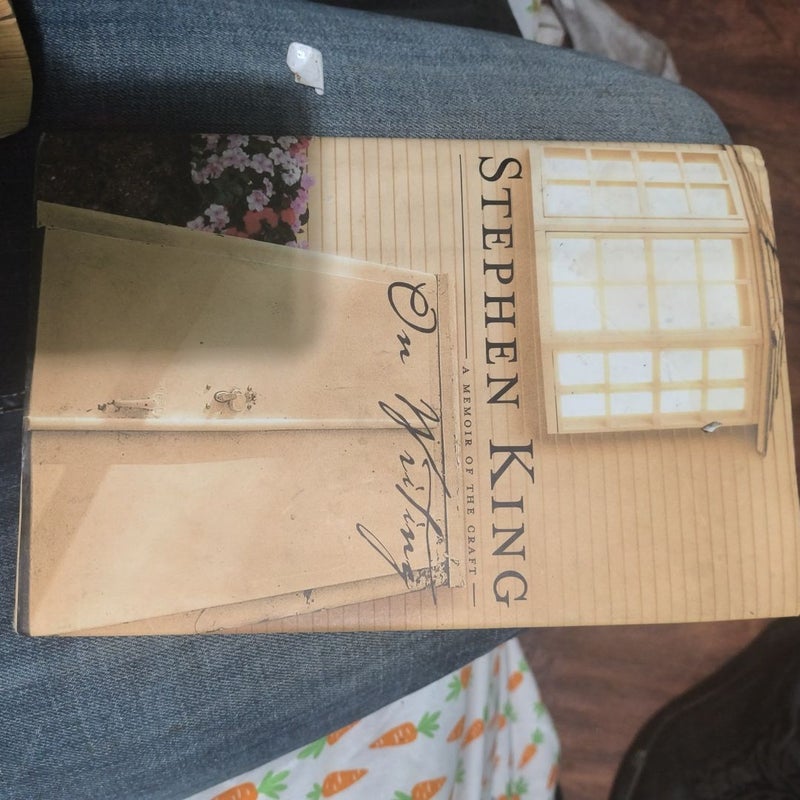 STEPHEN KING
A MEMOIR OF THE CRAFT
On Writing